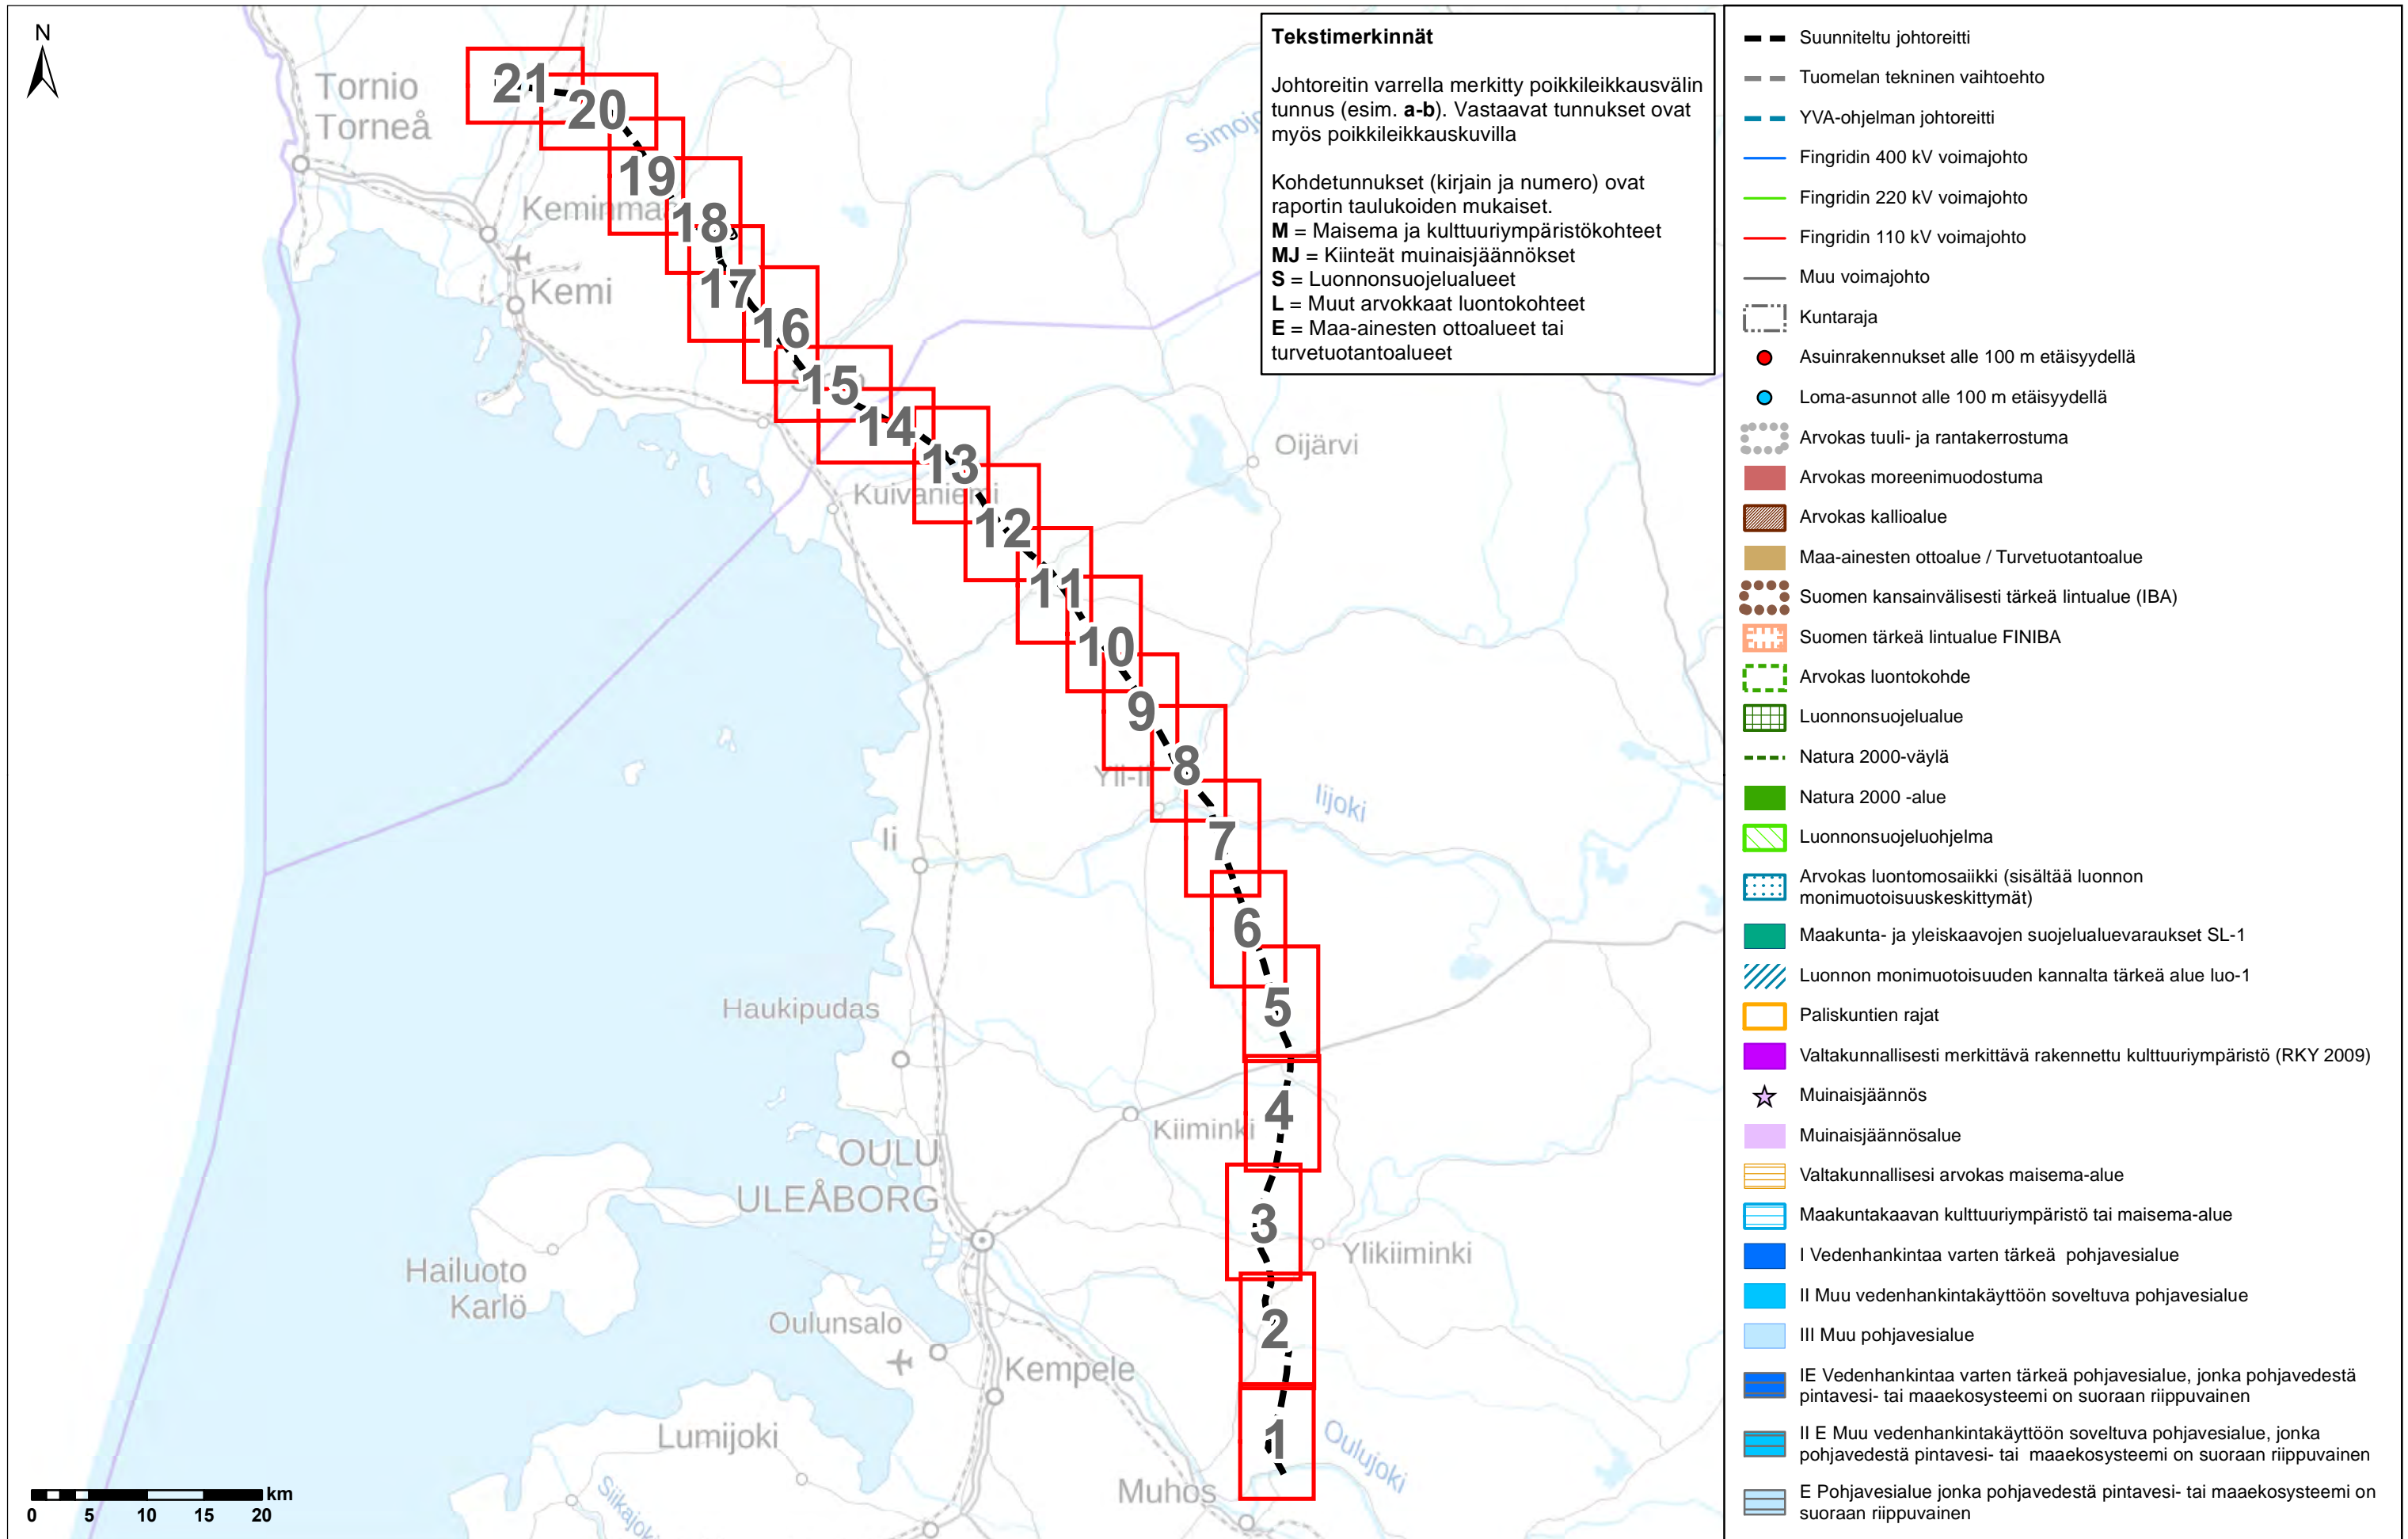 N
Tornio
Torneå
Keminmaa
Kemi
Simojoki
Oijärvi
Kuivaniemi
Yli-Ii
Iijoki
Ii
Haukipudas
Kiiminki
OULU
ULEÅBORG
Ylikiiminki
Hailuoto
Karlö
Oulunsalo
Kempele
Lumijoki
Muhos
Oulujoki
Siikajoki
21
20
19
18
17
16
15
14
13
12
11
10
9
8
7
6
5
4
3
2
1
km
0 5 10 15 20
Tekstimerkinnät
Johtoreitin varrella merkitty poikkileikkausvälin
tunnus (esim. a-b). Vastaavat tunnukset ovat
myös poikkileikkauskuvilla
Kohdetunnukset (kirjain ja numero) ovat
raportin taulukoiden mukaiset.
M = Maisema ja kulttuuriympäristökohteet
MJ = Kiinteät muinaisjäännökset
S = Luonnonsuojelualueet
L = Muut arvokkaat luontokohteet
E = Maa-ainesten ottoalueet tai
turvetuotantoalueet
Suunniteltu johtoreitti
Tuomelan tekninen vaihtoehto
YVA-ohjelman johtoreitti
Fingridin 400 kV voimajohto
Fingridin 220 kV voimajohto
Fingridin 110 kV voimajohto
Muu voimajohto
Kuntaraja
Asuinrakennukset alle 100 m etäisyydellä
Loma-asunnot alle 100 m etäisyydellä
Arvokas tuuli- ja rantakerrostuma
Arvokas moreenimuodostuma
Arvokas kallioalue
Maa-ainesten ottoalue / Turvetuotantoalue
Suomen kansainvälisesti tärkeä lintualue (IBA)
Suomen tärkeä lintualue FINIBA
Arvokas luontokohde
Luonnonsuojelualue
Natura 2000-väylä
Natura 2000 -alue
Luonnonsuojeluohjelma
Arvokas luontomosaiikki (sisältää luonnon
monimuotoisuuskeskittymät)
Maakunta- ja yleiskaavojen suojelualuevaraukset SL-1
Luonnon monimuotoisuuden kannalta tärkeä alue luo-1
Paliskuntien rajat
Valtakunnallisesti merkittävä rakennettu kulttuuriympäristö (RKY 2009)
Muinaisjäännös
Muinaisjäännösalue
Valtakunnallisesi arvokas maisema-alue
Maakuntakaavan kulttuuriympäristö tai maisema-alue
I Vedenhankintaa varten tärkeä pohjavesialue
II Muu vedenhankintakäyttöön soveltuva pohjavesialue
III Muu pohjavesialue
IE Vedenhankintaa varten tärkeä pohjavesialue, jonka pohjavedestä
pintavesi- tai maaekosysteemi on suoraan riippuvainen
II E Muu vedenhankintakäyttöön soveltuva pohjavesialue, jonka
pohjavedestä pintavesi- tai maaekosysteemi on suoraan riippuvainen
E Pohjavesialue jonka pohjavedestä pintavesi- tai maaekosysteemi on
suoraan riippuvainen